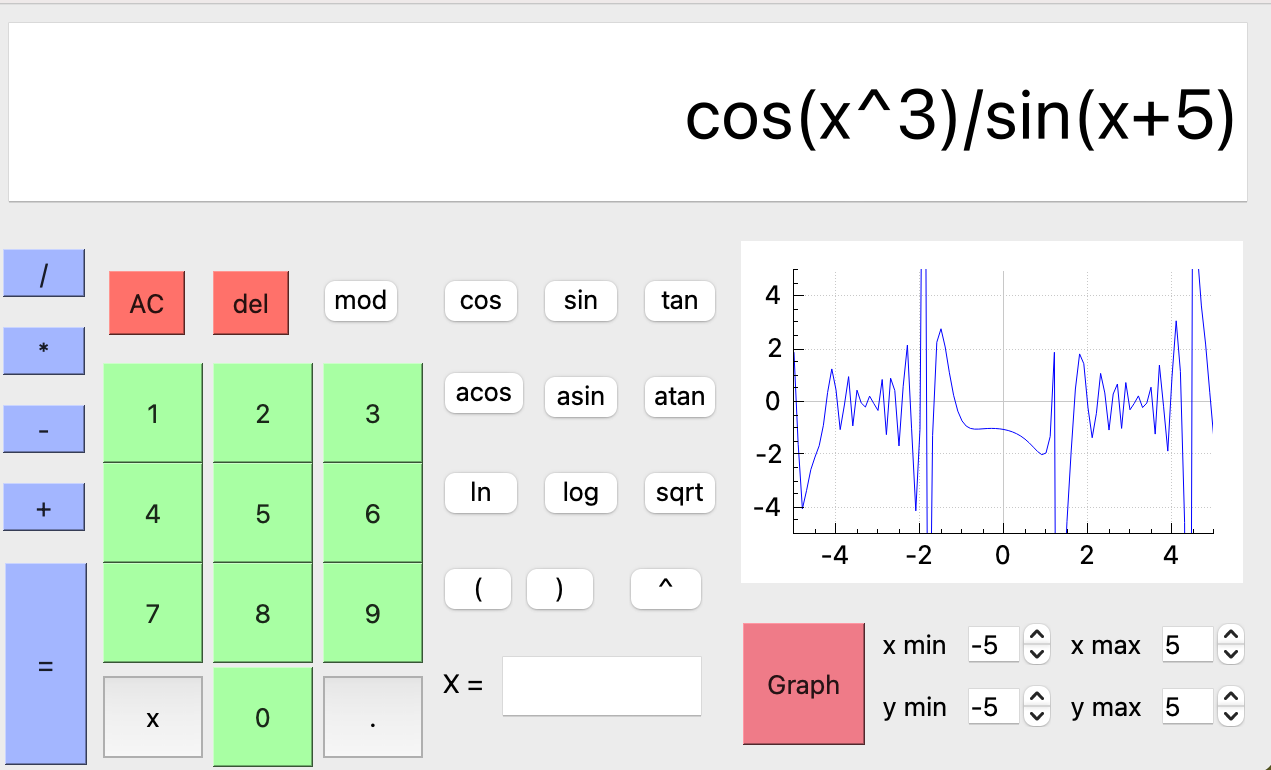 cos(x^3)/sin(x+5)
/
AC del mod cos sin tan
*
1 2 3 acos asin atan
-
4 5 6 ln log sqrt
+
7 8 9 ( ) ^
=
x 0 . X =
4
2
0
-2
-4
-4 -2 0 2 4
Graph
x min -5 x max 5
y min -5 y max 5